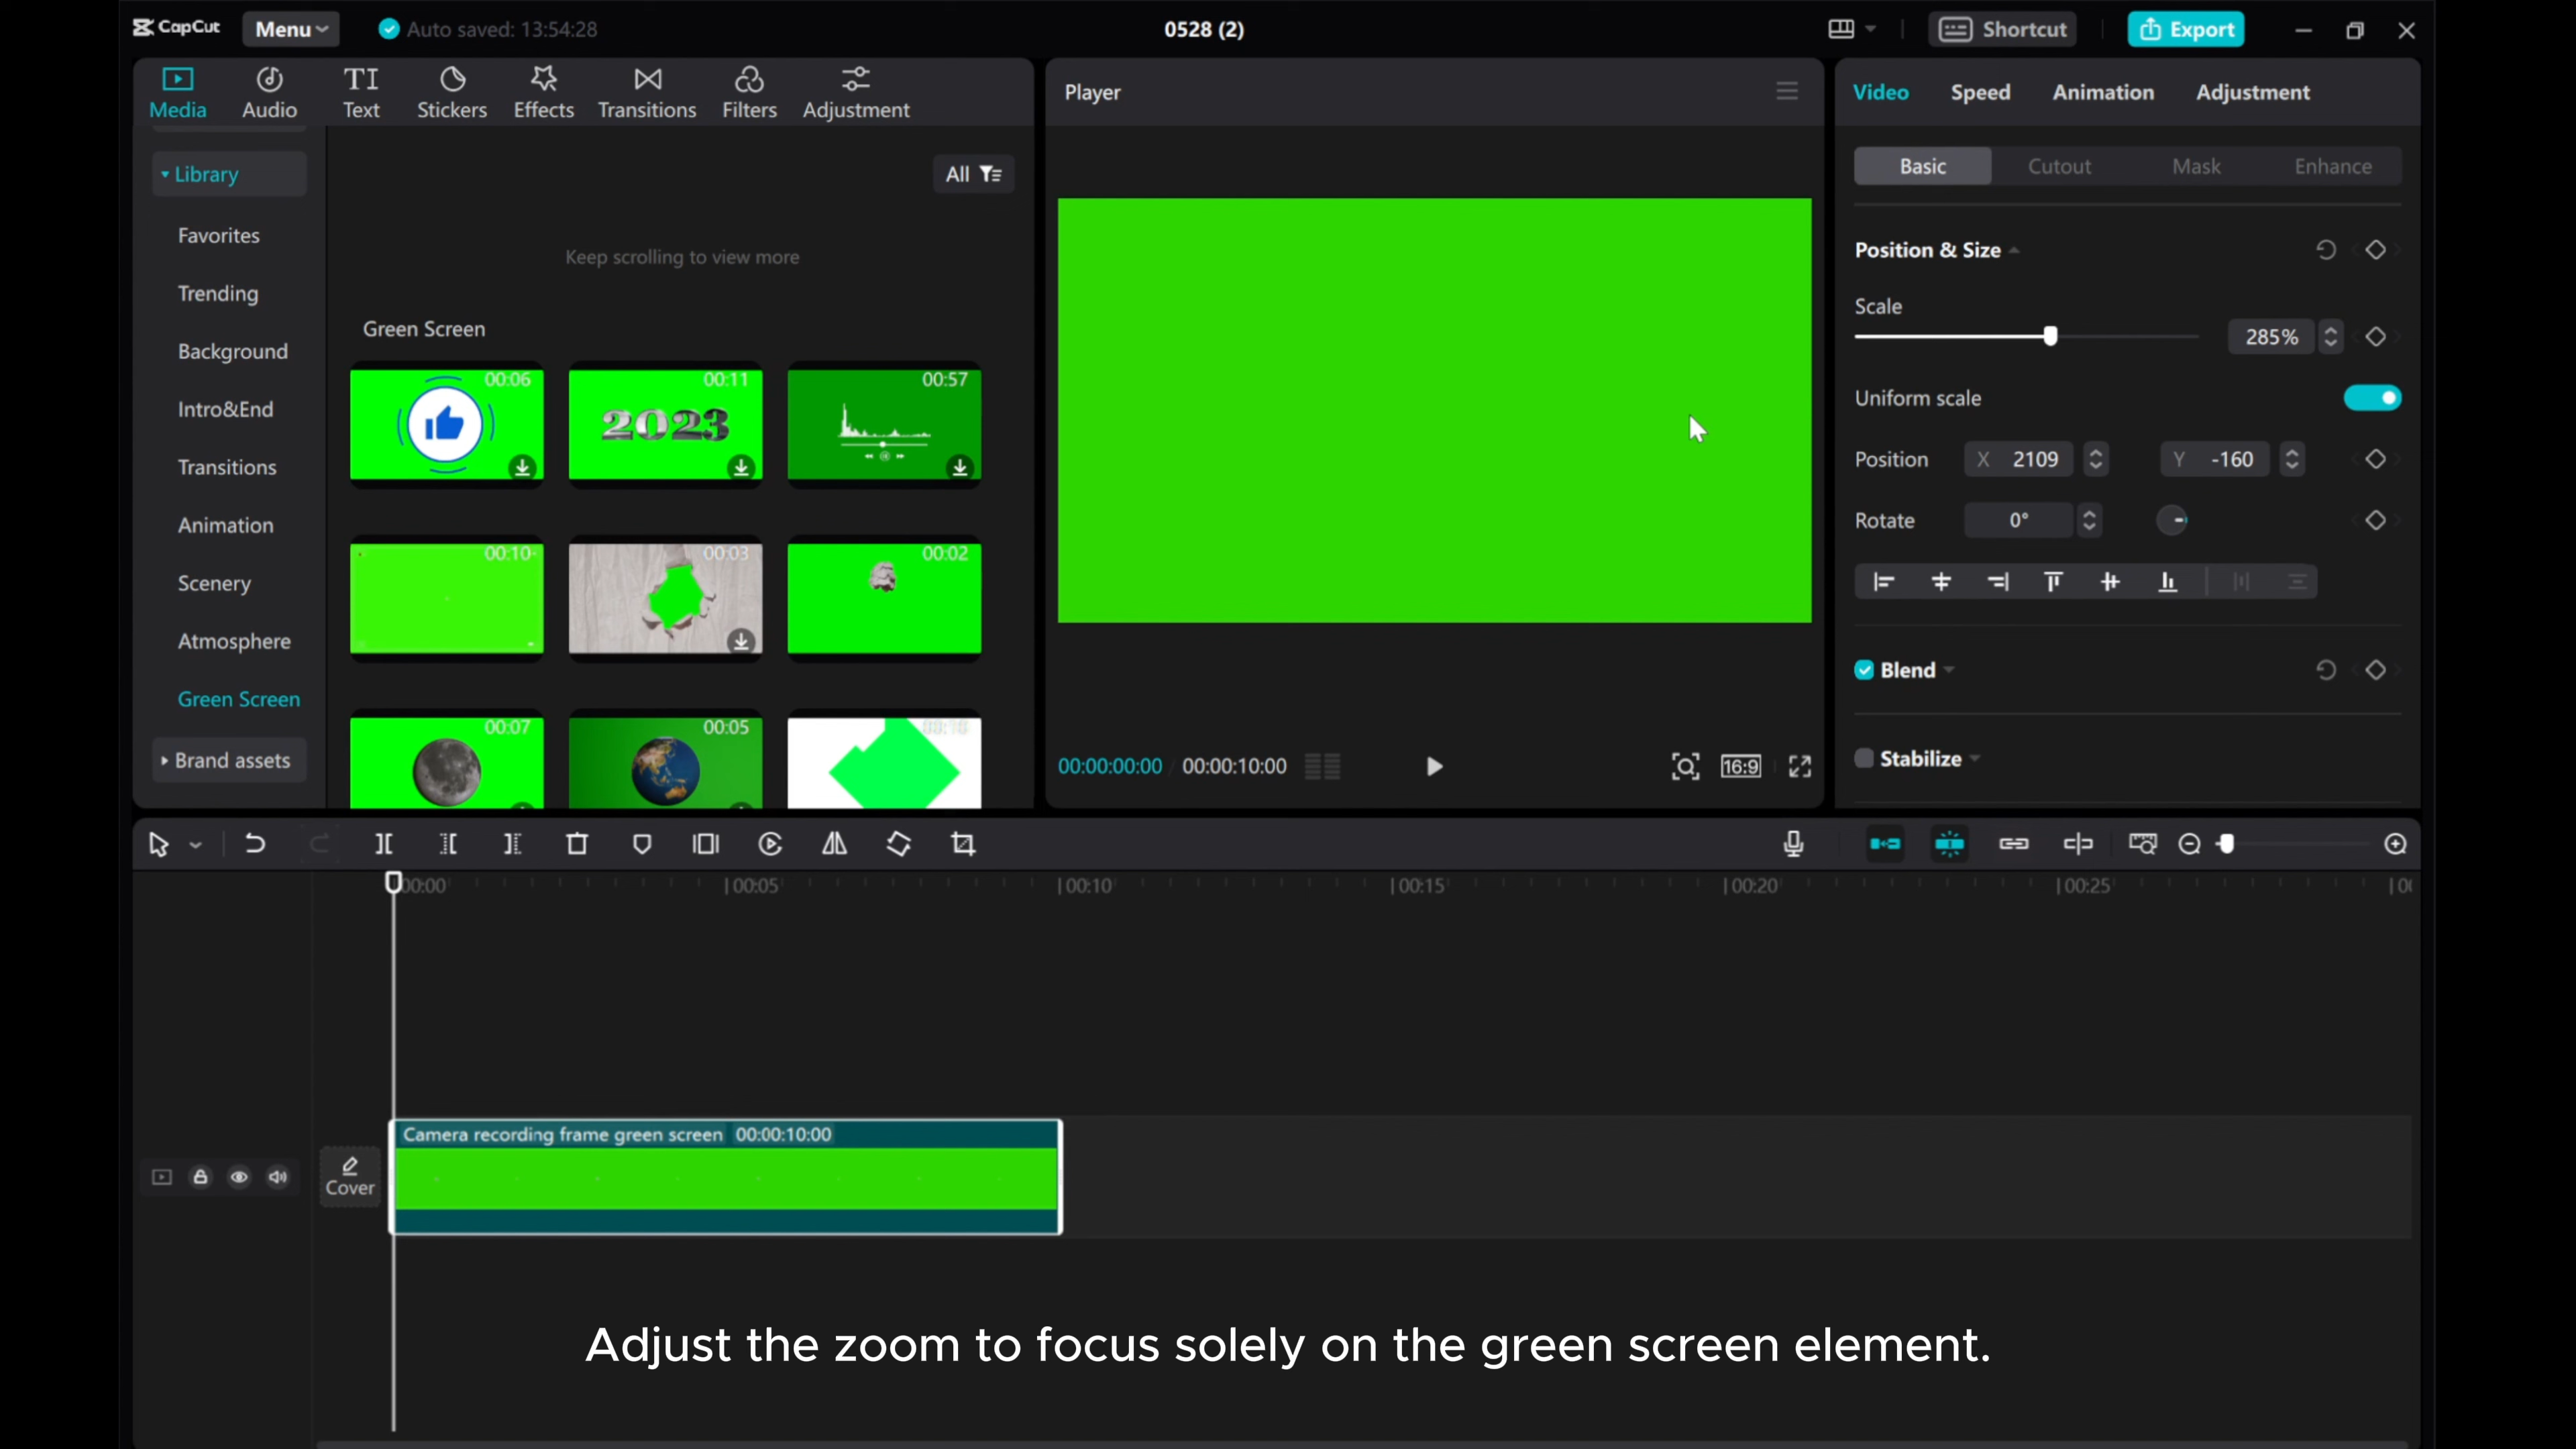 CapCut
Menu
Auto saved: 13:54:28
0528 (2)
Shortcut
Export
Media
Audio
Text
Stickers
Effects
Transitions
Filters
Adjustment
Library
Favorites
Trending
Background
Intro&End
Transitions
Animation
Scenery
Atmosphere
Green Screen
Brand assets
All
Keep scrolling to view more
Green Screen
00:06
00:11
2023
00:57
00:10
00:03
00:02
00:07
00:05
Player
00:00:00:00 / 00:00:10:00
16:9
Video
Speed
Animation
Adjustment
Basic
Cutout
Mask
Enhance
Position & Size
Scale
285%
Uniform scale
Position
X 2109
Y -160
Rotate
0°
Blend
Stabilize
00:00
00:05
00:10
00:15
00:20
00:25
Camera recording frame green screen 00:00:10:00
Cover
Adjust the zoom to focus solely on the green screen element.